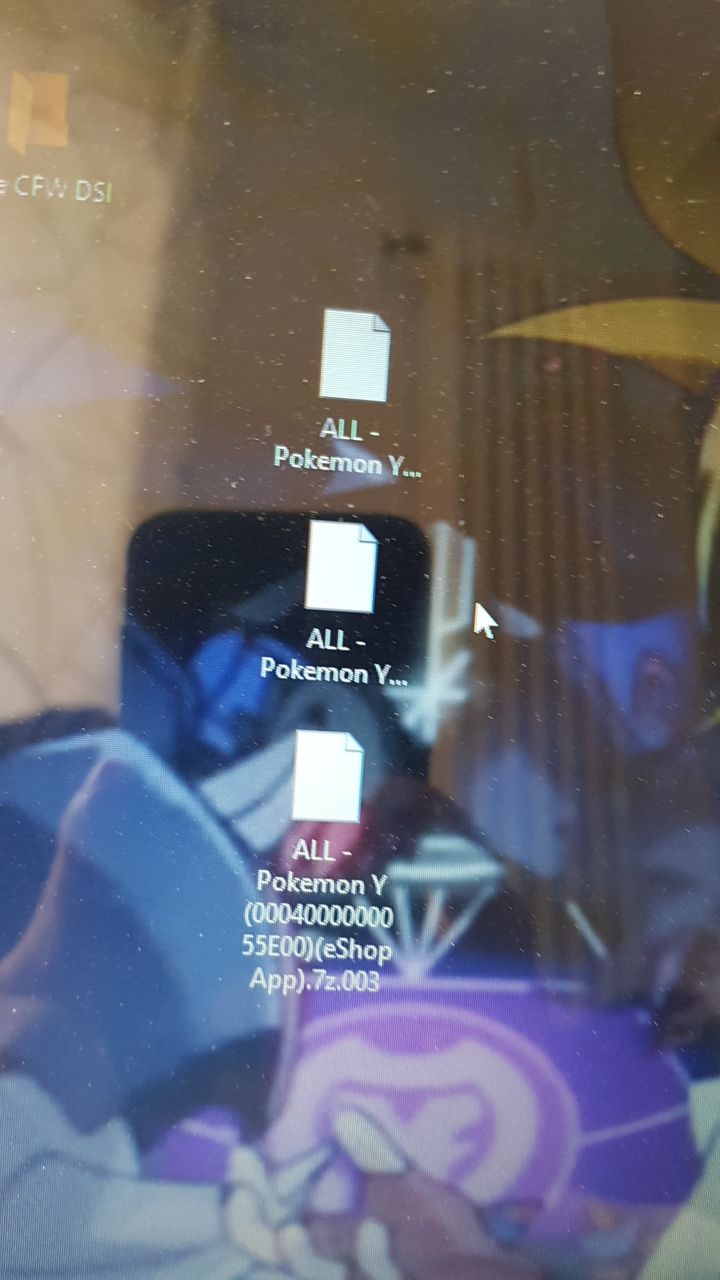 e CFW DSI
ALL -
Pokemon Y...
ALL -
Pokemon Y...
ALL -
Pokemon Y
(00040000000
55E00)(eShop
App).7z.003